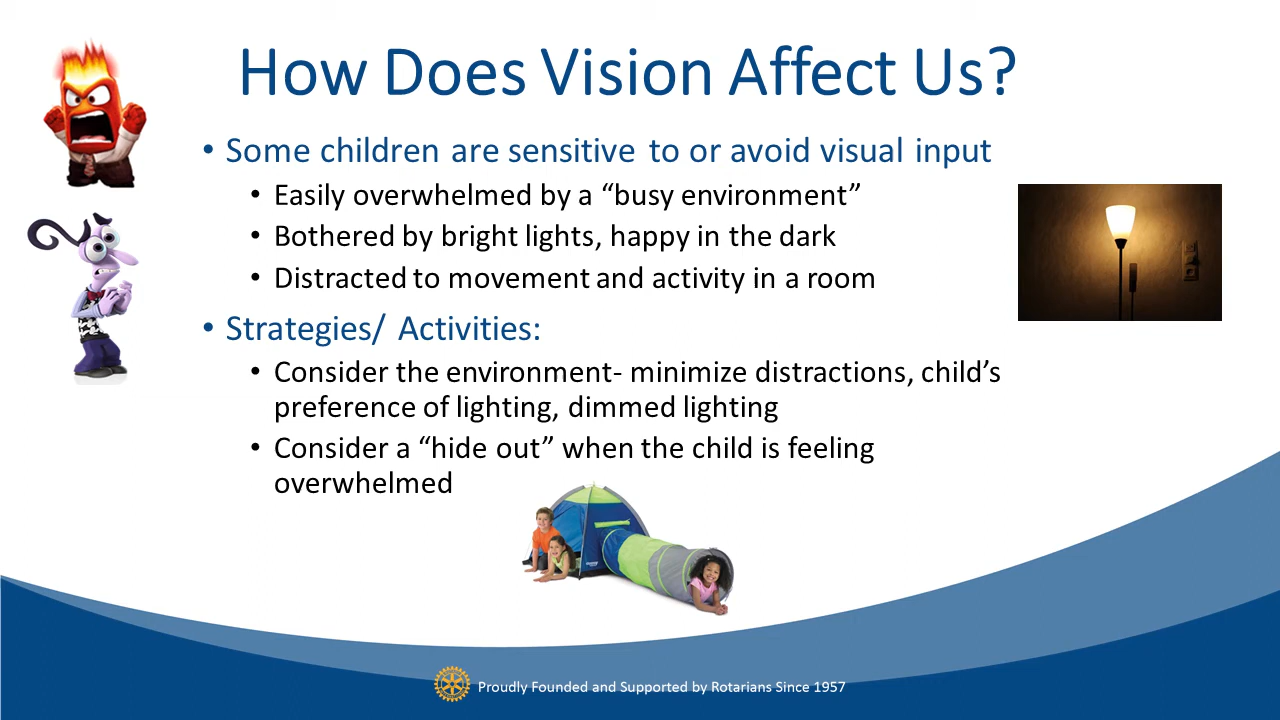 How Does Vision Affect Us?
• Some children are sensitive to or avoid visual input
• Easily overwhelmed by a “busy environment”
• Bothered by bright lights, happy in the dark
• Distracted to movement and activity in a room
• Strategies/ Activities:
• Consider the environment- minimize distractions, child’s
preference of lighting, dimmed lighting
• Consider a “hide out” when the child is feeling
overwhelmed
Proudly Founded and Supported by Rotarians Since 1957